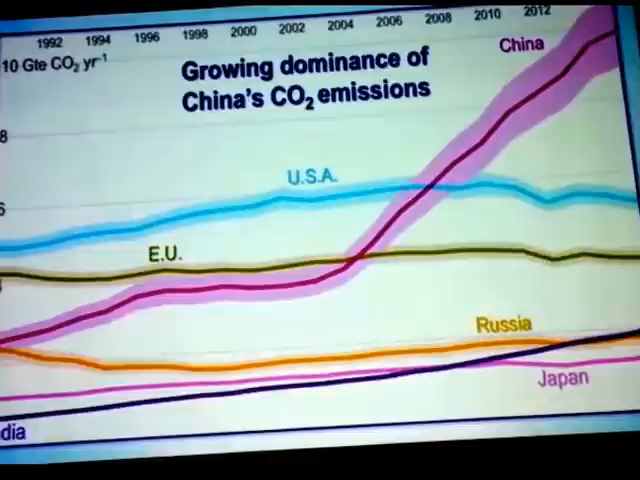 1992 1994 1996 1998 2000 2002 2004 2006 2008 2010 2012
10 Gte CO₂ yr⁻¹
Growing dominance of
China's CO₂ emissions
China
8
U.S.A.
6
E.U.
Russia
Japan
dia